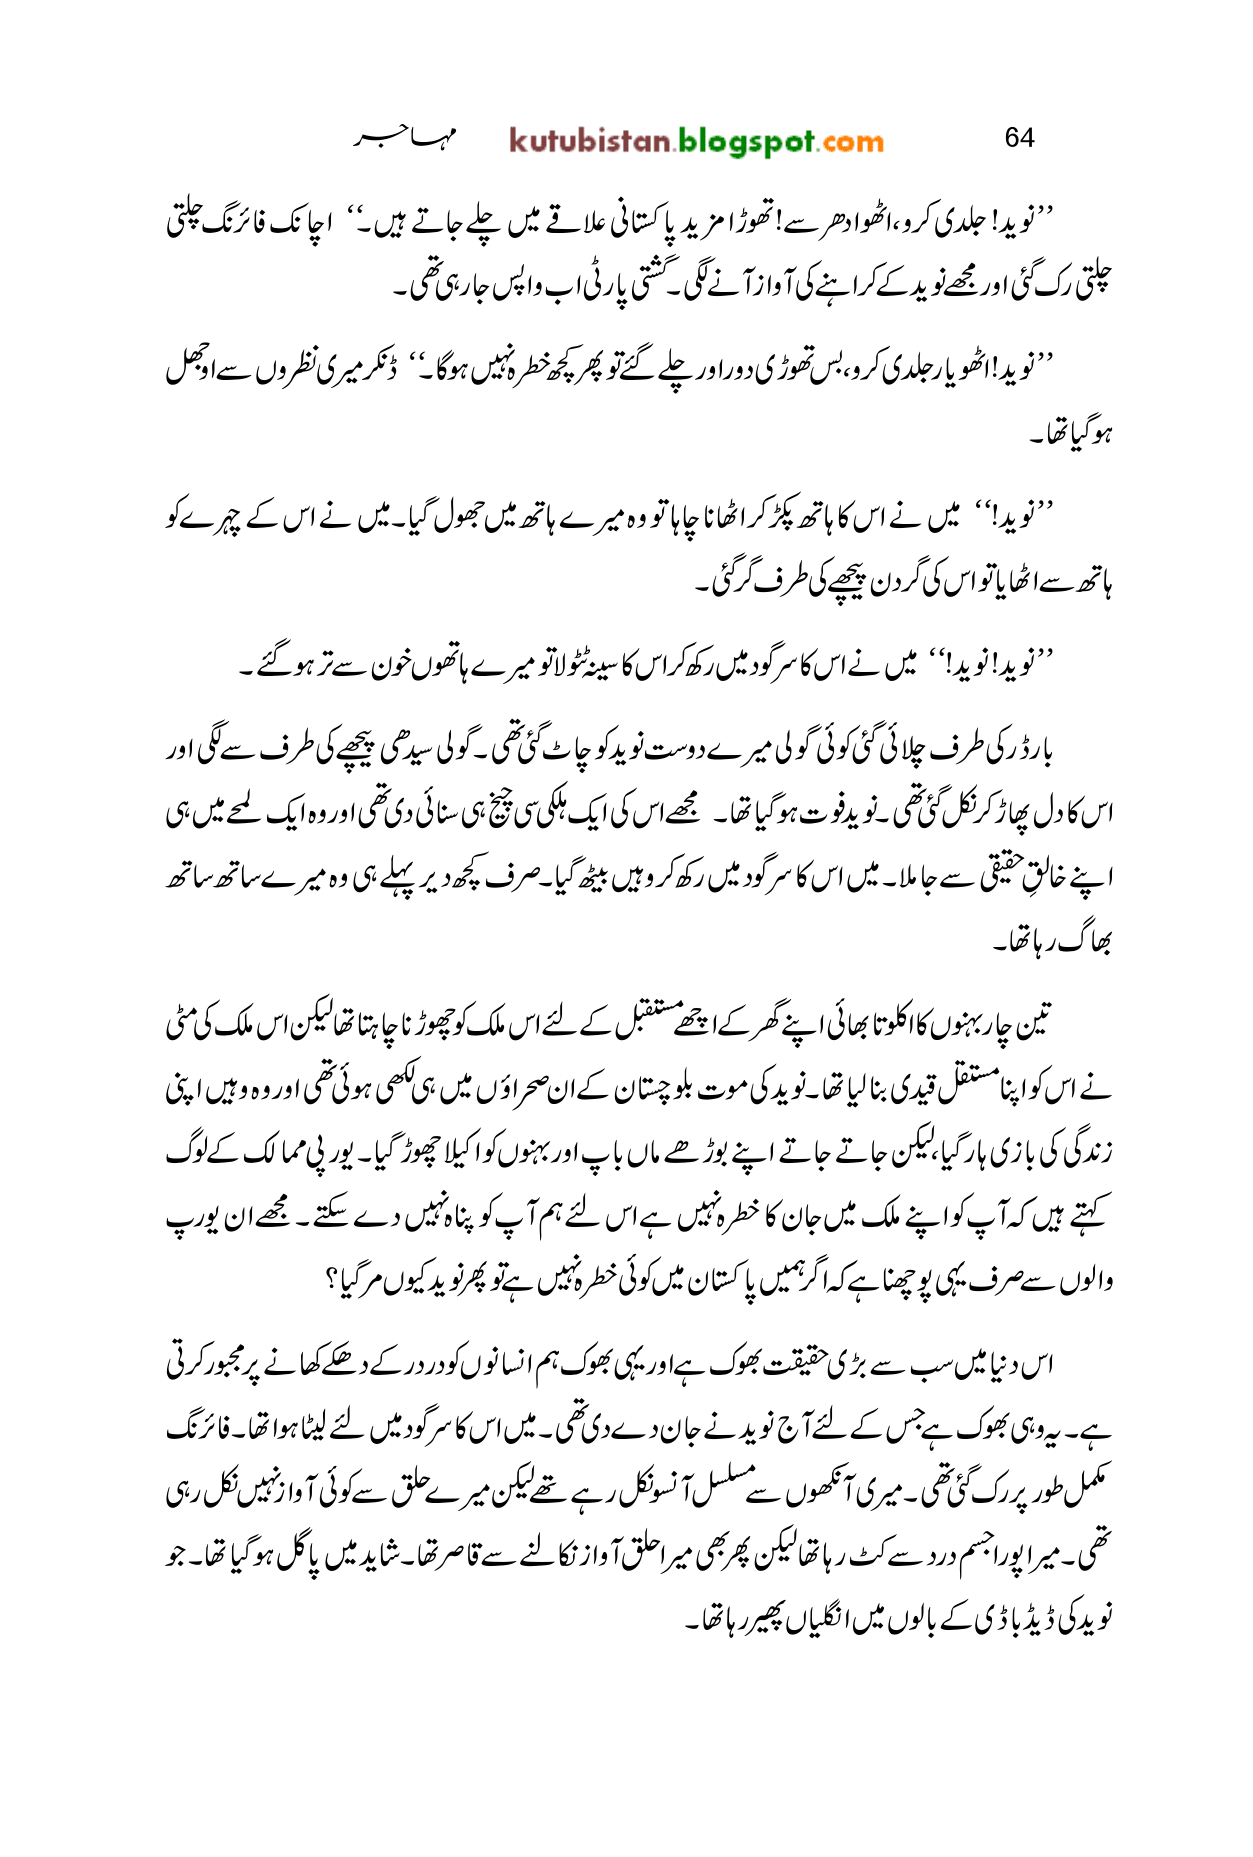 64 kutubistan.blogspot.com مہاجر
’’نوید! جلدی کرو، اٹھو ادھر سے! تھوڑا مزید پاکستانی علاقے میں چلے جاتے ہیں۔‘‘ اچانک فائرنگ چلتی
چلتی رک گئی اور مجھے نوید کے کراہنے کی آواز آنے لگی۔ گشتی پارٹی اب واپس جا رہی تھی۔
’’نوید! اٹھو یار جلدی کرو، بس تھوڑی دور اور چلے گئے تو پھر کچھ خطرہ نہیں ہوگا۔‘‘ ڈنکر میری نظروں سے اوجھل
ہو گیا تھا۔
’’نوید!‘‘ میں نے اس کا ہاتھ پکڑ کر اٹھانا چاہا تو وہ میرے ہاتھ میں جھول گیا۔ میں نے اس کے چہرے کو
ہاتھ سے اٹھایا تو اس کی گردن پیچھے کی طرف گر گئی۔
’’نوید! نوید!‘‘ میں نے اس کا سر گود میں رکھ کر اس کا سینہ ٹٹولا تو میرے ہاتھوں خون سے تر ہو گئے۔
بارڈر کی طرف چلائی گئی کوئی گولی میرے دوست نوید کو چاٹ گئی تھی۔ گولی سیدھی پیچھے کی طرف سے لگی اور
اس کا دل پھاڑ کر نکل گئی تھی۔ نوید فوت ہو گیا تھا۔ مجھے اس کی ایک ہلکی سی چیخ ہی سنائی دی تھی اور وہ ایک لمحے میں ہی
اپنے خالقِ حقیقی سے جا ملا۔ میں اس کا سر گود میں رکھ کر وہیں بیٹھ گیا۔ صرف کچھ دیر پہلے ہی وہ میرے ساتھ ساتھ
بھاگ رہا تھا۔
تین چار بہنوں کا اکلوتا بھائی اپنے گھر کے اچھے مستقبل کے لئے اس ملک کو چھوڑنا چاہتا تھا لیکن اس ملک کی مٹی
نے اس کو اپنا مستقل قیدی بنا لیا تھا۔ نوید کی موت بلوچستان کے ان صحراؤں میں ہی لکھی ہوئی تھی اور وہ وہیں اپنی
زندگی کی بازی ہار گیا، لیکن جاتے جاتے اپنے بوڑھے ماں باپ اور بہنوں کو اکیلا چھوڑ گیا۔ یورپی ممالک کے لوگ
کہتے ہیں کہ آپ کو اپنے ملک میں جان کا خطرہ نہیں ہے اس لئے ہم آپ کو پناہ نہیں دے سکتے۔ مجھے ان یورپ
والوں سے صرف یہی پوچھنا ہے کہ اگر ہمیں پاکستان میں کوئی خطرہ نہیں ہے تو پھر نوید کیوں مر گیا؟
اس دنیا میں سب سے بڑی حقیقت بھوک ہے اور یہی بھوک ہم انسانوں کو در در کے دھکے کھانے پر مجبور کرتی
ہے۔ یہ وہی بھوک ہے جس کے لئے آج نوید نے جان دے دی تھی۔ میں اس کا سر گود میں لئے لیٹا ہوا تھا۔ فائرنگ
مکمل طور پر رک گئی تھی۔ میری آنکھوں سے مسلسل آنسو نکل رہے تھے لیکن میرے حلق سے کوئی آواز نہیں نکل رہی
تھی۔ میرا پورا جسم درد سے کٹ رہا تھا لیکن پھر بھی میرا حلق آواز نکالنے سے قاصر تھا۔ شاید میں پاگل ہو گیا تھا۔ جو
نوید کی ڈیڈ باڈی کے بالوں میں انگلیاں پھیر رہا تھا۔